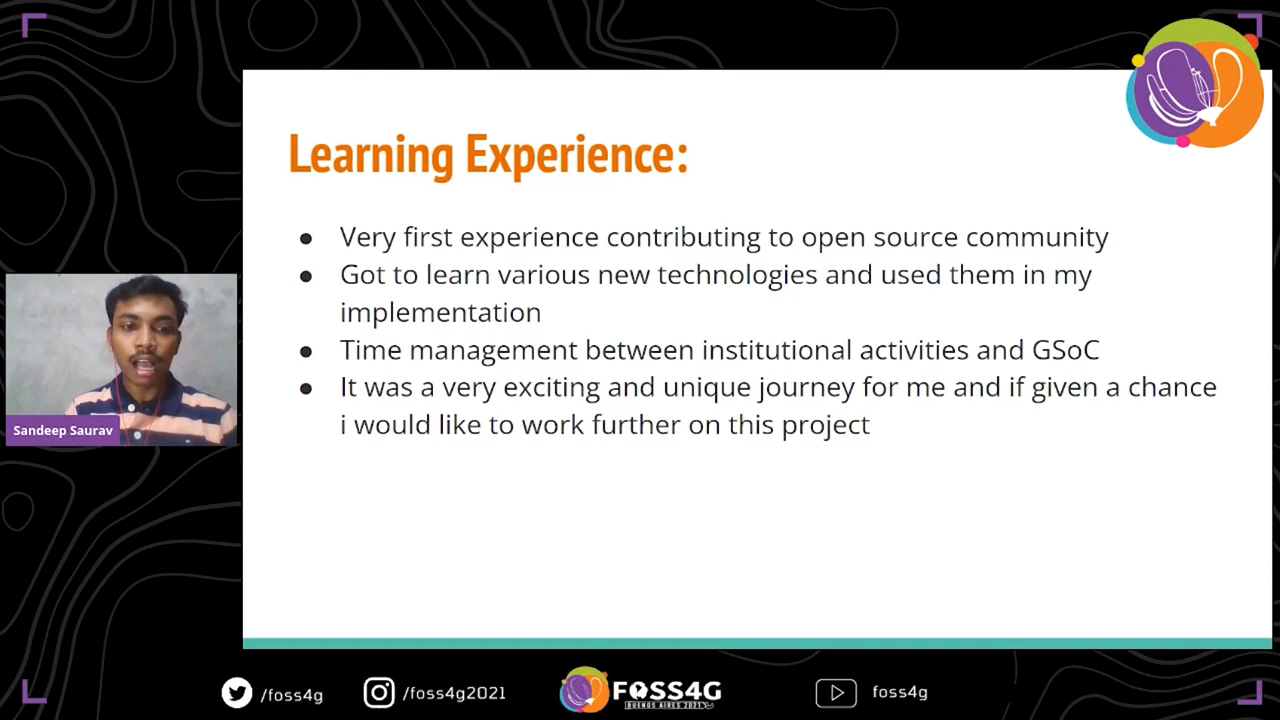 Learning Experience:
● Very first experience contributing to open source community
● Got to learn various new technologies and used them in my
implementation
● Time management between institutional activities and GSoC
● It was a very exciting and unique journey for me and if given a chance
i would like to work further on this project
Sandeep Saurav
/foss4g
/foss4g2021
FOSS4G
BUENOS AIRES 2021
foss4g